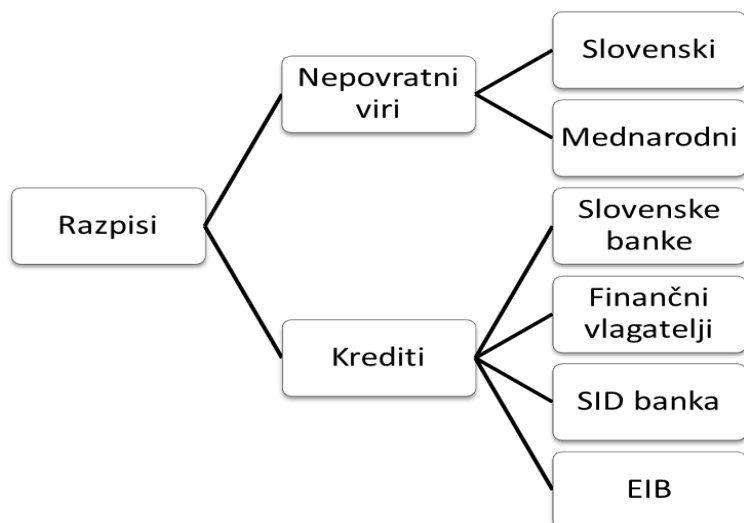 Razpisi
Nepovratni
viri
Slovenski
Mednarodni
Krediti
Slovenske
banke
Finančni
vlagatelji
SID banka
EIB